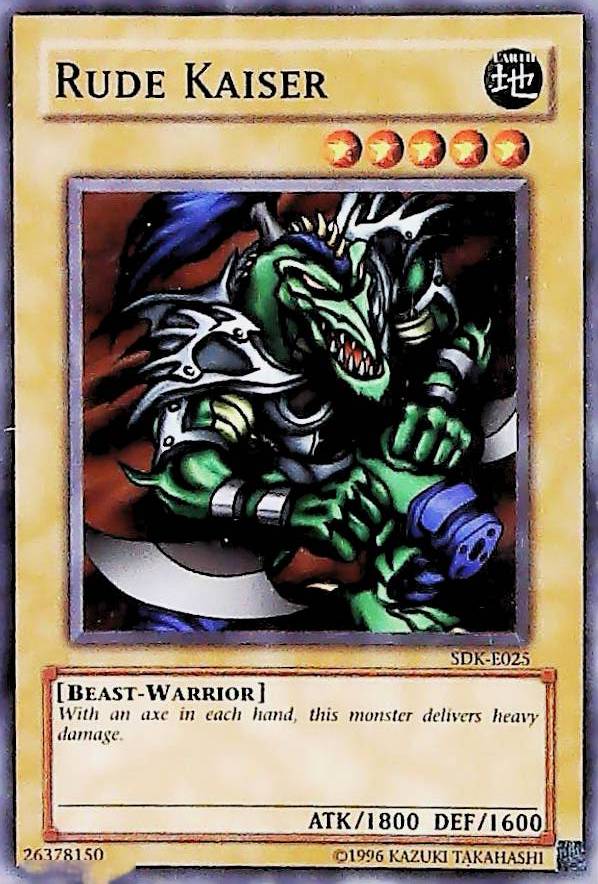 RUDE KAISER
EARTH
地
SDK-E025
[BEAST-WARRIOR]
With an axe in each hand, this monster delivers heavy
damage.
ATK/1800 DEF/1600
26378150
©1996 KAZUKI TAKAHASHI